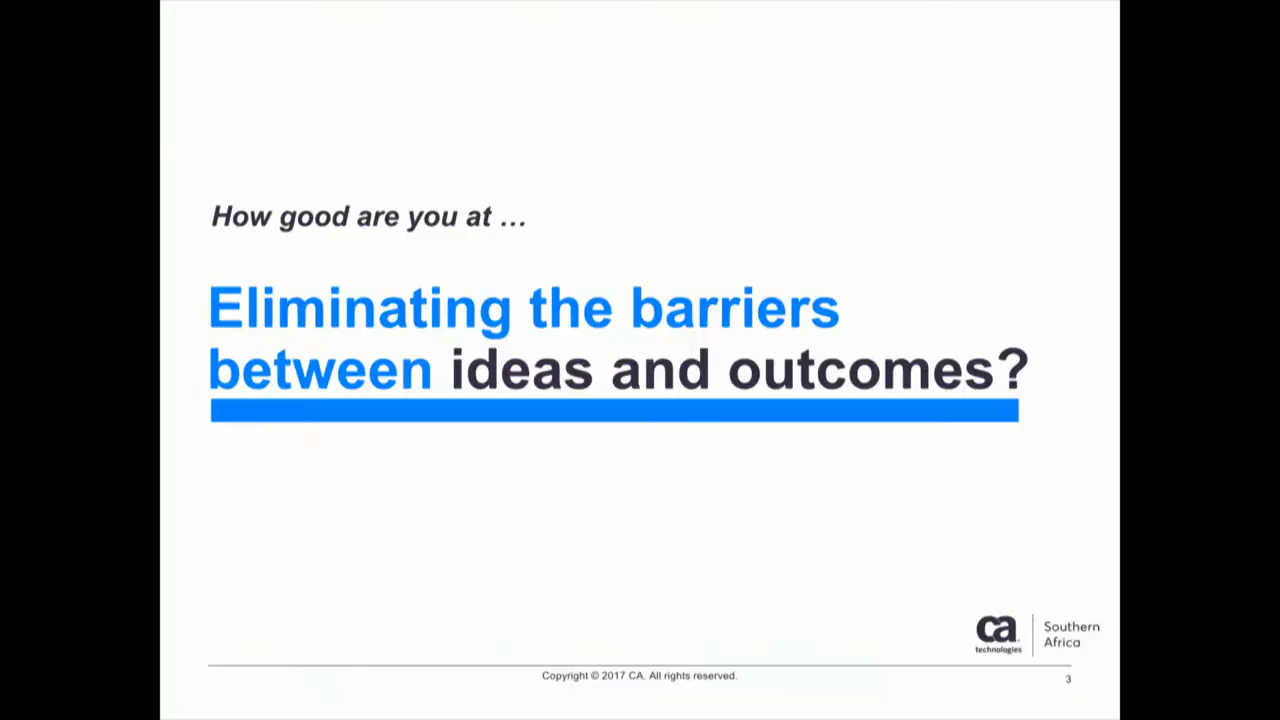 How good are you at …
Eliminating the barriers
between ideas and outcomes?
ca
technologies
Southern
Africa
Copyright © 2017 CA. All rights reserved.
3